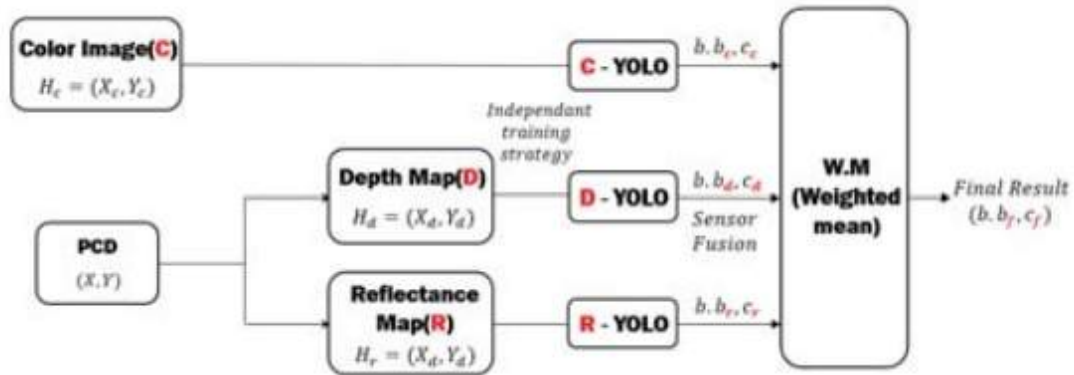 Color Image(C)
H_c = (X_c, Y_c)
C - YOLO
b.b_c, c_c
Independant
training
strategy
Depth Map(D)
H_d = (X_d, Y_d)
D - YOLO
b.b_d, c_d
Sensor
Fusion
PCD
(X,Y)
Reflectance
Map(R)
H_r = (X_d, Y_d)
R - YOLO
b.b_r, c_r
W.M
(Weighted
mean)
Final Result
(b.b_f, c_f)